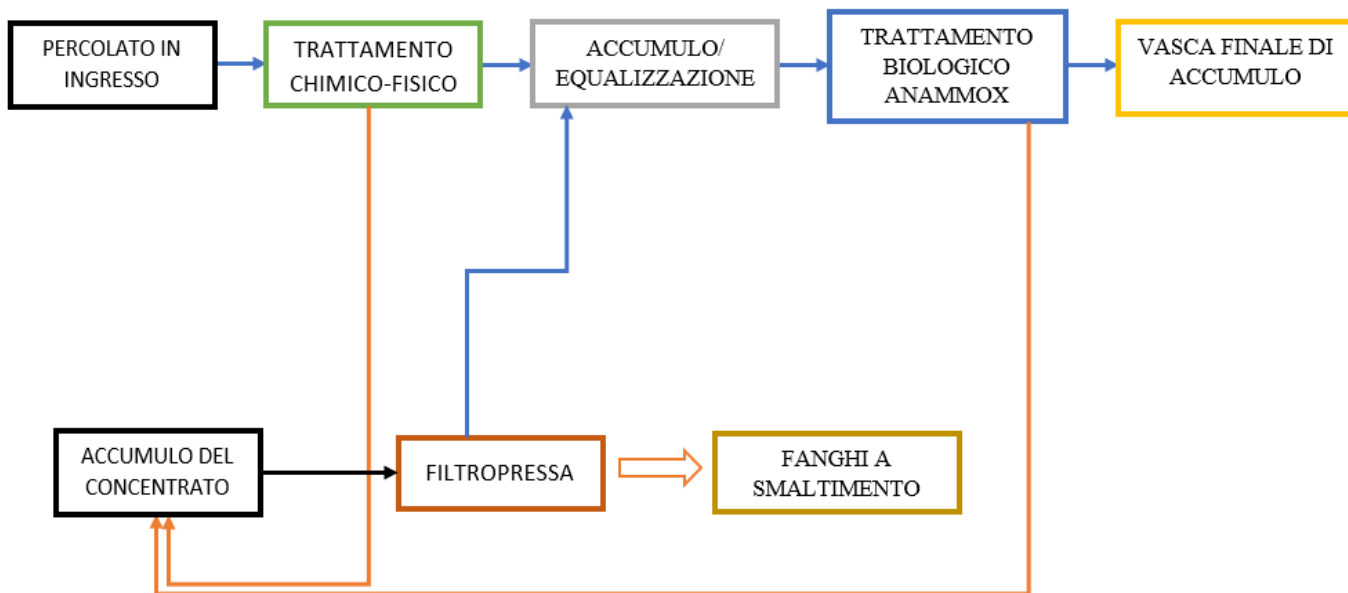 PERCOLATO IN
INGRESSO
TRATTAMENTO
CHIMICO-FISICO
ACCUMULO/
EQUALIZZAZIONE
TRATTAMENTO
BIOLOGICO
ANAMMOX
VASCA FINALE DI
ACCUMULO
ACCUMULO DEL
CONCENTRATO
FILTROPRESSA
FANGHI A
SMALTIMENTO